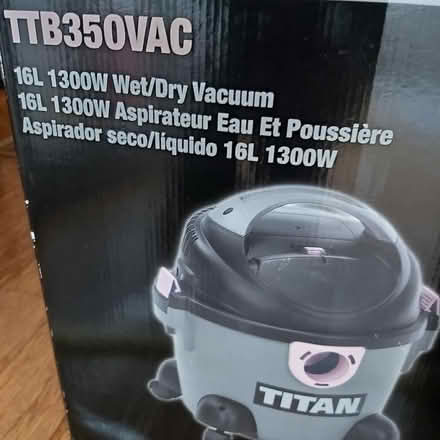 TTB350VAC
16L 1300W Wet/Dry Vacuum
16L 1300W Aspirateur Eau Et Poussière
Aspirador seco/líquido 16L 1300W
TITAN